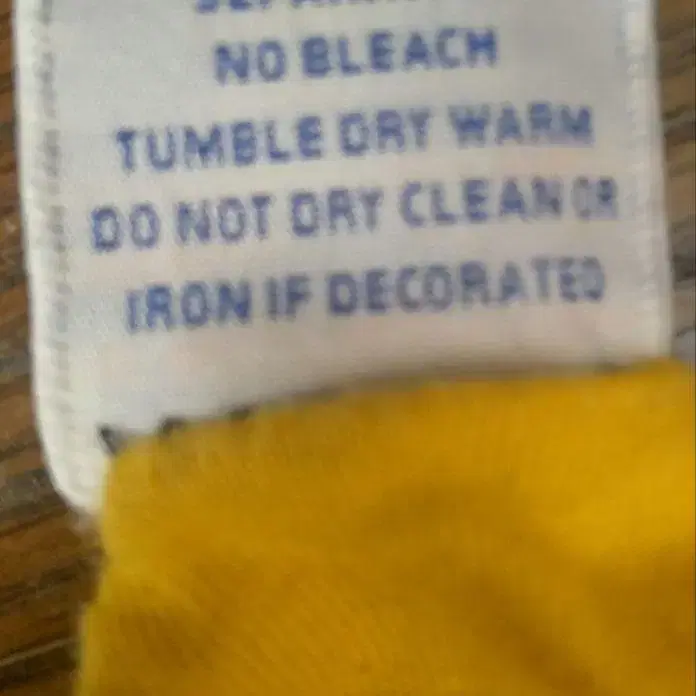 NO BLEACH
TUMBLE DRY WARM
DO NOT DRY CLEAN OR
IRON IF DECORATED